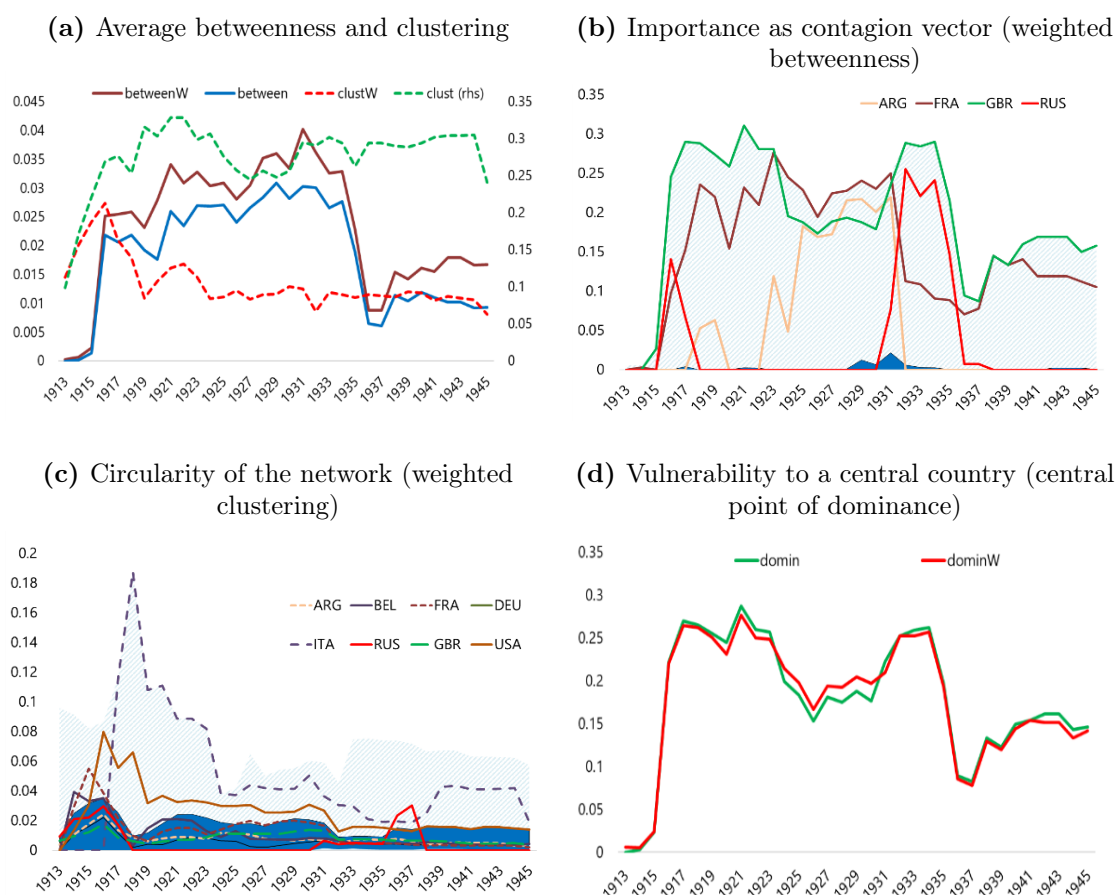 (a) Average betweenness and clustering
betweenW between clustW clust (rhs)
0.045 0.35
0.04 0.3
0.035
0.03 0.25
0.025 0.2
0.02 0.15
0.015
0.01 0.1
0.005 0.05
0 0
1913 1915 1917 1919 1921 1923 1925 1927 1929 1931 1933 1935 1937 1939 1941 1943 1945
(b) Importance as contagion vector (weighted
betweenness)
0.35
ARG FRA GBR RUS
0.3
0.25
0.2
0.15
0.1
0.05
0
1913 1915 1917 1919 1921 1923 1925 1927 1929 1931 1933 1935 1937 1939 1941 1943 1945
(c) Circularity of the network (weighted
clustering)
0.2
0.18
0.16
ARG BEL FRA DEU
0.14
ITA RUS GBR USA
0.12
0.1
0.08
0.06
0.04
0.02
0
1913 1915 1917 1919 1921 1923 1925 1927 1929 1931 1933 1935 1937 1939 1941 1943 1945
(d) Vulnerability to a central country (central
point of dominance)
0.35
domin dominW
0.3
0.25
0.2
0.15
0.1
0.05
0
1913 1915 1917 1919 1921 1923 1925 1927 1929 1931 1933 1935 1937 1939 1941 1943 1945